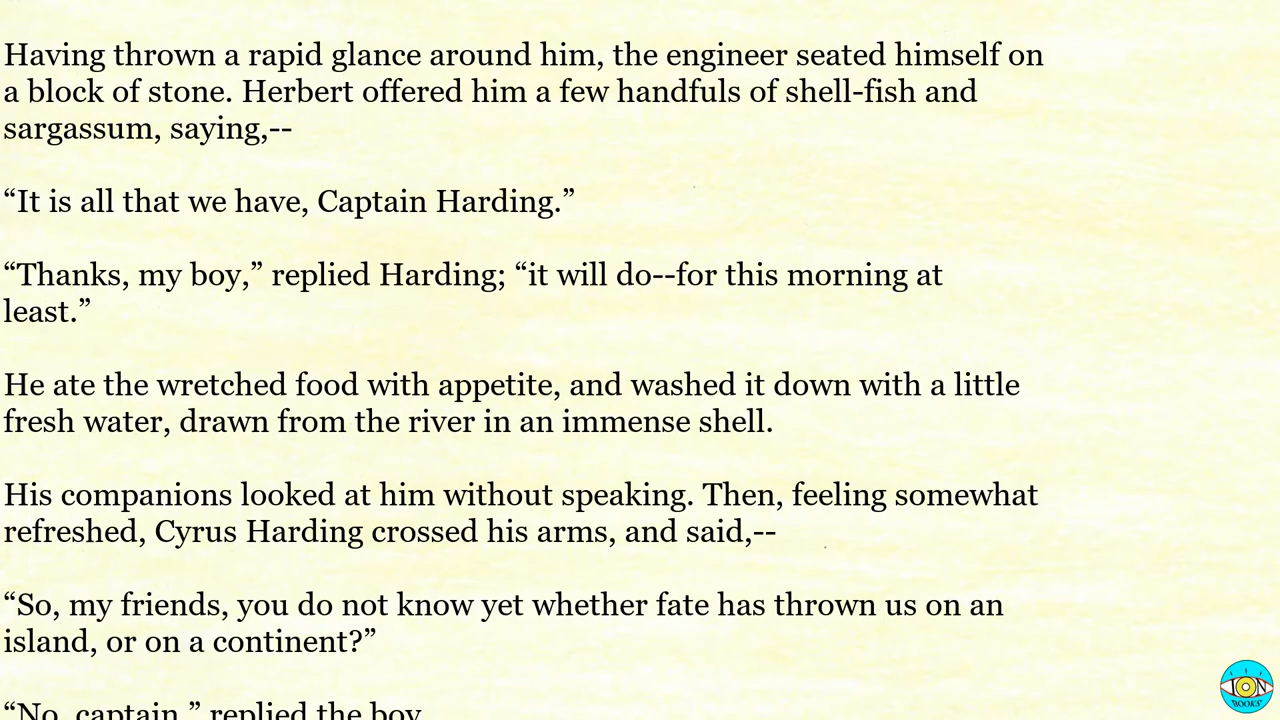 Having thrown a rapid glance around him, the engineer seated himself on
a block of stone. Herbert offered him a few handfuls of shell-fish and
sargassum, saying,--
“It is all that we have, Captain Harding.”
“Thanks, my boy,” replied Harding; “it will do--for this morning at
least.”
He ate the wretched food with appetite, and washed it down with a little
fresh water, drawn from the river in an immense shell.
His companions looked at him without speaking. Then, feeling somewhat
refreshed, Cyrus Harding crossed his arms, and said,--
“So, my friends, you do not know yet whether fate has thrown us on an
island, or on a continent?”
“No, captain,” replied the boy.
ION
BOOKS